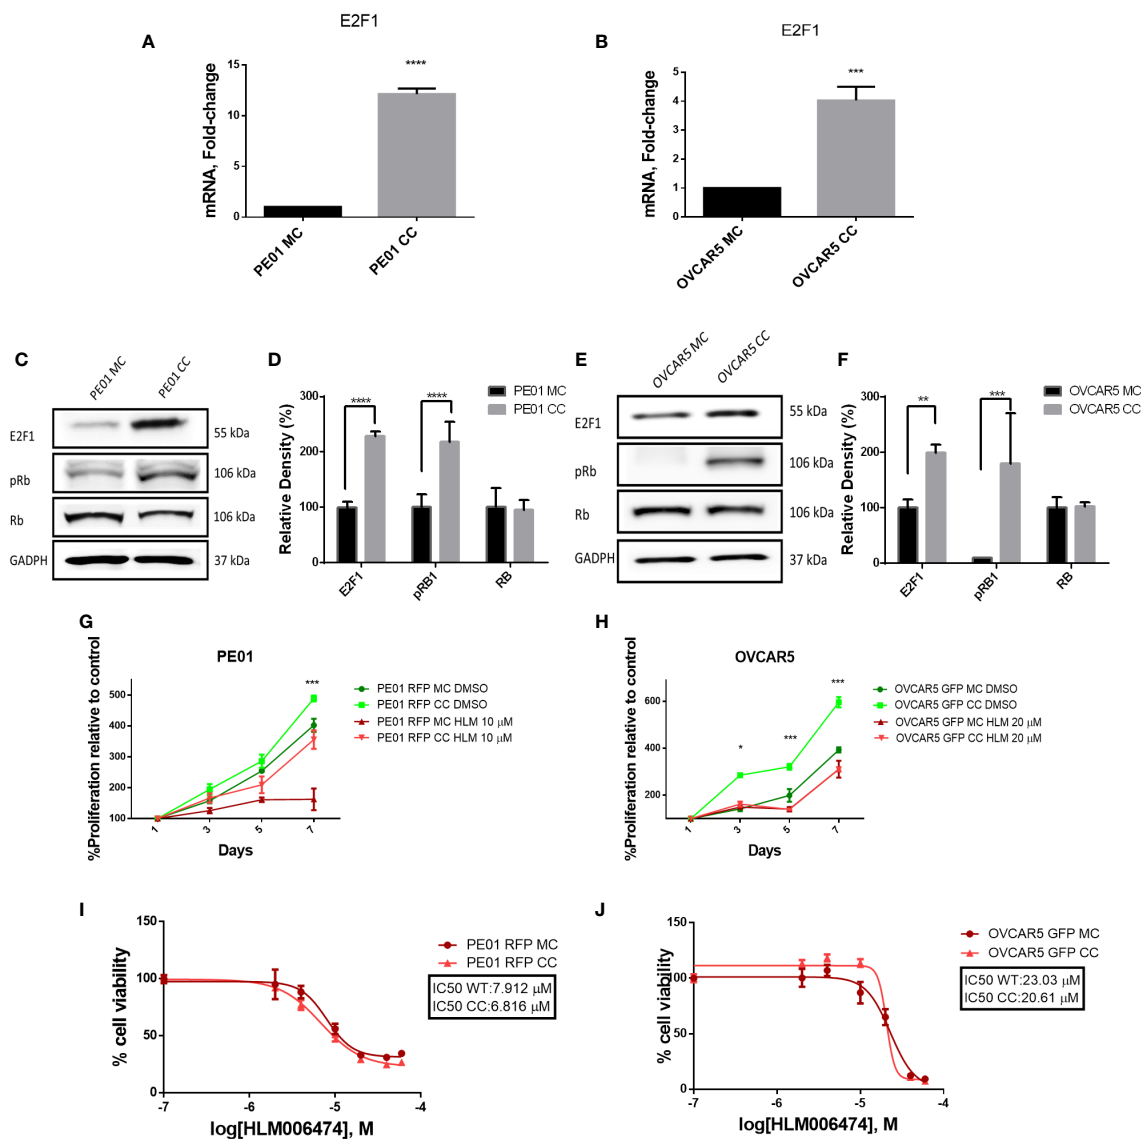 A
E2F1
mRNA, Fold-change
15
10
5
0
****
PE01 MC
PE01 CC
B
E2F1
mRNA, Fold-change
5
4
3
2
1
0
***
OVCAR5 MC
OVCAR5 CC
C
PE01 MC
PE01 CC
E2F1
55 kDa
pRb
106 kDa
Rb
106 kDa
GADPH
37 kDa
D
Relative Density (%)
300
200
100
0
****
****
PE01 MC
PE01 CC
E2F1
pRB1
RB
E
OVCAR5 MC
OVCAR5 CC
E2F1
55 kDa
pRb
106 kDa
Rb
106 kDa
GADPH
37 kDa
F
Relative Density (%)
300
200
100
0
**
***
OVCAR5 MC
OVCAR5 CC
E2F1
pRB1
RB
G
PE01
%Proliferation relative to control
500
400
300
200
100
***
1
3
5
7
Days
PE01 RFP MC DMSO
PE01 RFP CC DMSO
PE01 RFP MC HLM 10 µM
PE01 RFP CC HLM 10 µM
H
OVCAR5
%Proliferation relative to control
600
400
200
*
***
***
1
3
5
7
Days
OVCAR5 GFP MC DMSO
OVCAR5 GFP CC DMSO
OVCAR5 GFP MC HLM 20 µM
OVCAR5 GFP CC HLM 20 µM
I
% cell viability
150
100
50
0
-7
-6
-5
-4
log[HLM006474], M
PE01 RFP MC
PE01 RFP CC
IC50 WT:7.912 µM
IC50 CC:6.816 µM
J
% cell viability
150
100
50
0
-7
-6
-5
-4
log[HLM006474], M
OVCAR5 GFP MC
OVCAR5 GFP CC
IC50 WT:23.03 µM
IC50 CC:20.61 µM